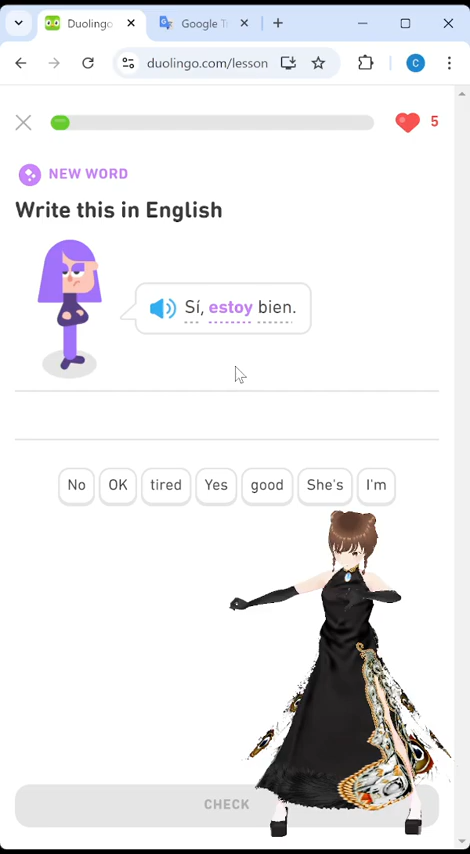 Duolingo
Google T
duolingo.com/lesson
C
5
NEW WORD
Write this in English
Sí, estoy bien.
No OK tired Yes good She's I'm
CHECK